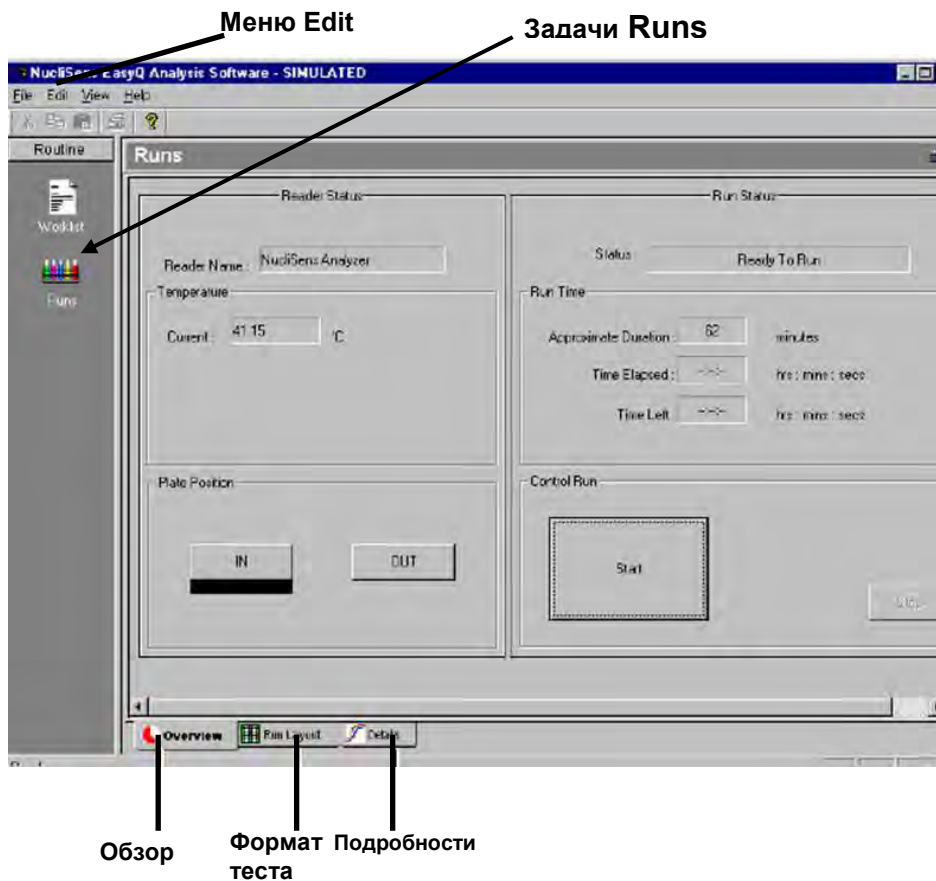 Меню Edit
Задачи Runs
NucliSens EasyQ Analysis Software - SIMULATED
File Edit View Help
Routine
Runs
Worklist
Runs
Reader Status
Reader Name : NucliSens Analyzer
Temperature
Current : 41.15 °C
Plate Position
IN OUT
Run Status
Status Ready To Run
Run Time
Approximate Duration : 62 minutes
Time Elapsed : --:--:-- hrs : mins : secs
Time Left --:--:-- hrs : mins : secs
Control Run
Start
Overview Run Layout Details
Обзор
Формат теста
Подробности